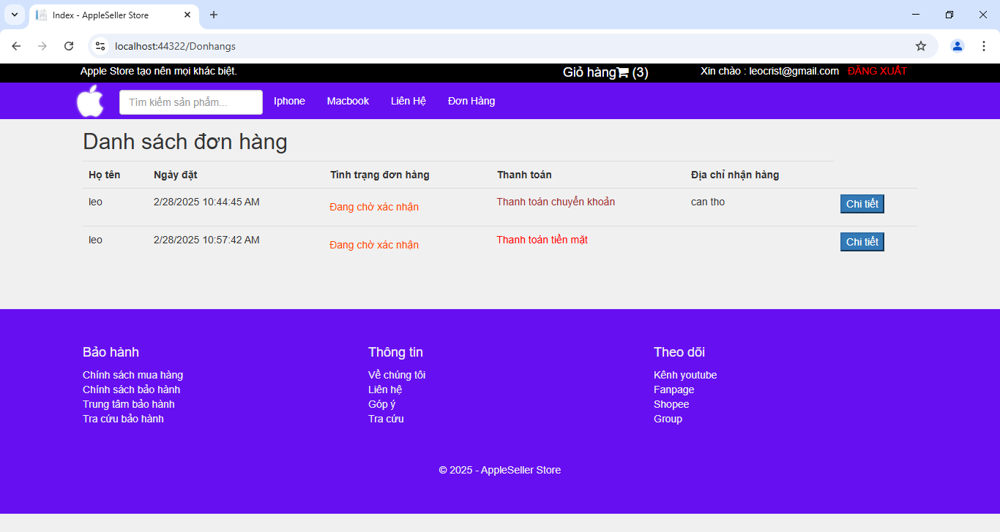 Index - AppleSeller Store
localhost:44322/Donhangs
Apple Store tạo nên mọi khác biệt.
Giỏ hàng (3)
Xin chào : leocrist@gmail.com ĐĂNG XUẤT
Tìm kiếm sản phẩm...
Iphone Macbook Liên Hệ Đơn Hàng
Danh sách đơn hàng
Họ tên Ngày đặt Tình trạng đơn hàng Thanh toán Địa chỉ nhận hàng
leo 2/28/2025 10:44:45 AM Đang chờ xác nhận Thanh toán chuyển khoản can tho Chi tiết
leo 2/28/2025 10:57:42 AM Đang chờ xác nhận Thanh toán tiền mặt Chi tiết
Bảo hành
Chính sách mua hàng
Chính sách bảo hành
Trung tâm bảo hành
Tra cứu bảo hành
Thông tin
Về chúng tôi
Liên hệ
Góp ý
Tra cứu
Theo dõi
Kênh youtube
Fanpage
Shopee
Group
© 2025 - AppleSeller Store